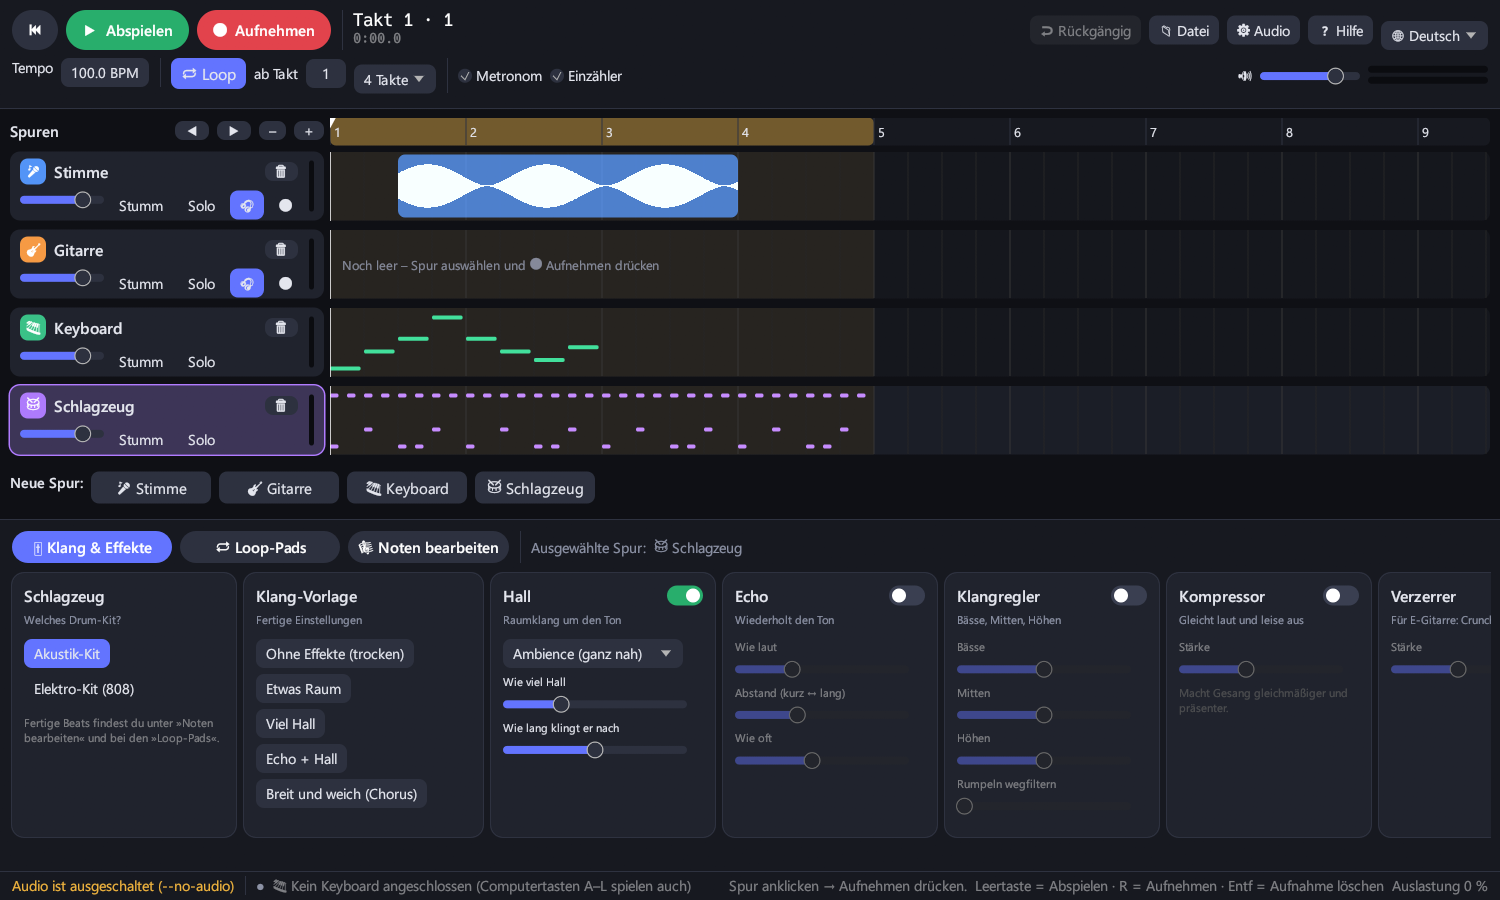 Abspielen
Aufnehmen
Takt 1 · 1
0:00.0
Rückgängig
Datei
Audio
? Hilfe
Deutsch
Tempo
100.0 BPM
Loop
ab Takt
1
4 Takte
Metronom
Einzähler
Spuren
1 2 3 4 5 6 7 8 9
Stimme
Stumm Solo
Gitarre
Stumm Solo
Noch leer – Spur auswählen und Aufnehmen drücken
Keyboard
Stumm Solo
Schlagzeug
Stumm Solo
Neue Spur:
Stimme
Gitarre
Keyboard
Schlagzeug
Klang & Effekte
Loop-Pads
Noten bearbeiten
Ausgewählte Spur: Schlagzeug
Schlagzeug
Welches Drum-Kit?
Akustik-Kit
Elektro-Kit (808)
Fertige Beats findest du unter »Noten
bearbeiten« und bei den »Loop-Pads«.
Klang-Vorlage
Fertige Einstellungen
Ohne Effekte (trocken)
Etwas Raum
Viel Hall
Echo + Hall
Breit und weich (Chorus)
Hall
Raumklang um den Ton
Ambience (ganz nah)
Wie viel Hall
Wie lang klingt er nach
Echo
Wiederholt den Ton
Wie laut
Abstand (kurz ↔ lang)
Wie oft
Klangregler
Bässe, Mitten, Höhen
Bässe
Mitten
Höhen
Rumpeln wegfiltern
Kompressor
Gleicht laut und leise aus
Stärke
Macht Gesang gleichmäßiger und
präsenter.
Verzerrer
Für E-Gitarre: Crunch
Stärke
Audio ist ausgeschaltet (--no-audio)
Kein Keyboard angeschlossen (Computertasten A–L spielen auch)
Spur anklicken → Aufnehmen drücken. Leertaste = Abspielen · R = Aufnehmen · Entf = Aufnahme löschen
Auslastung 0 %